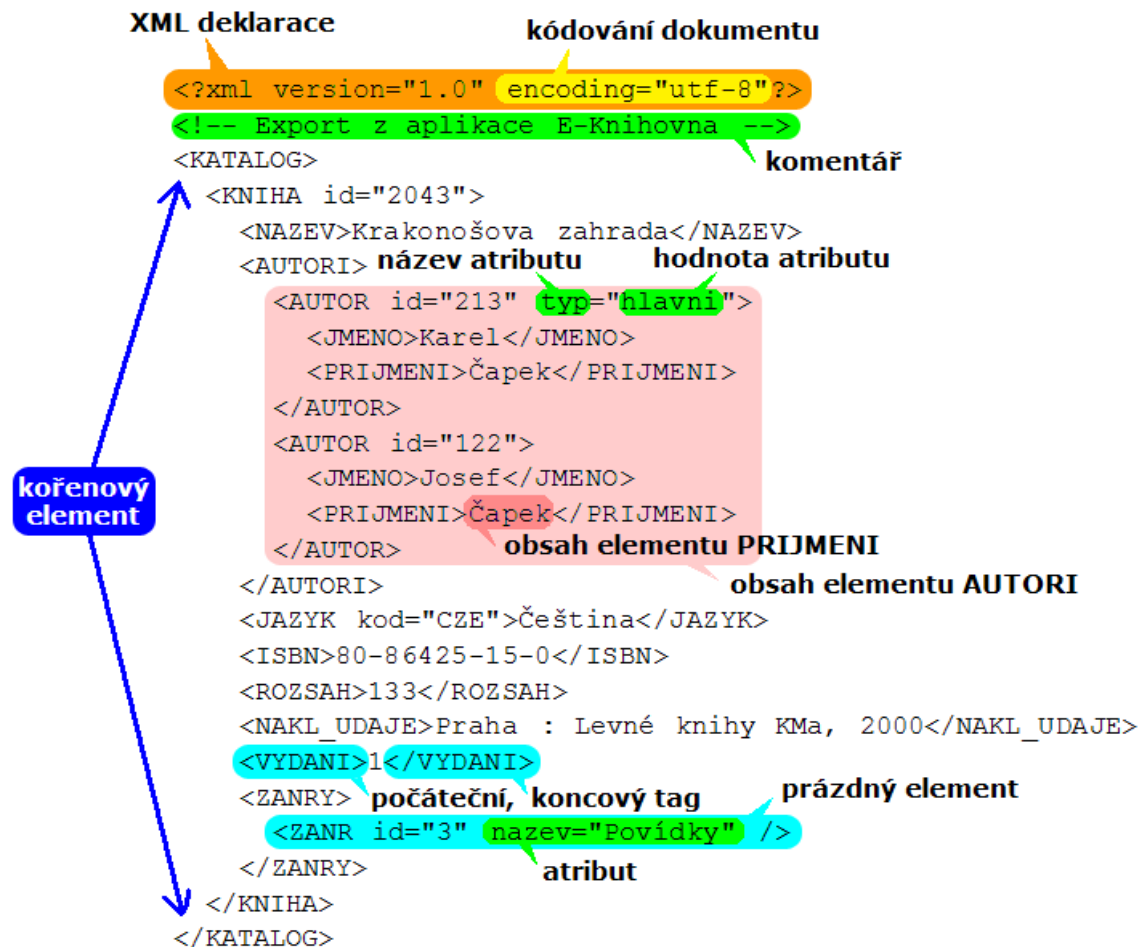 XML deklarace
kódování dokumentu
<?xml version="1.0" encoding="utf-8"?>
<!-- Export z aplikace E-Knihovna -->
<KATALOG>
komentář
<KNIHA id="2043">
<NAZEV>Krakonošova zahrada</NAZEV>
<AUTORI>
název atributu
hodnota atributu
<AUTOR id="213" typ="hlavni">
<JMENO>Karel</JMENO>
<PRIJMENI>Čapek</PRIJMENI>
</AUTOR>
<AUTOR id="122">
<JMENO>Josef</JMENO>
kořenový
element
<PRIJMENI>Čapek</PRIJMENI>
</AUTOR>
obsah elementu PRIJMENI
</AUTORI>
obsah elementu AUTORI
<JAZYK kod="CZE">Čeština</JAZYK>
<ISBN>80-86425-15-0</ISBN>
<ROZSAH>133</ROZSAH>
<NAKL_UDAJE>Praha : Levné knihy KMa, 2000</NAKL_UDAJE>
<VYDANI>1</VYDANI>
<ZANRY>
počáteční, koncový tag
prázdný element
<ZANR id="3" nazev="Povídky" />
</ZANRY>
atribut
</KNIHA>
</KATALOG>